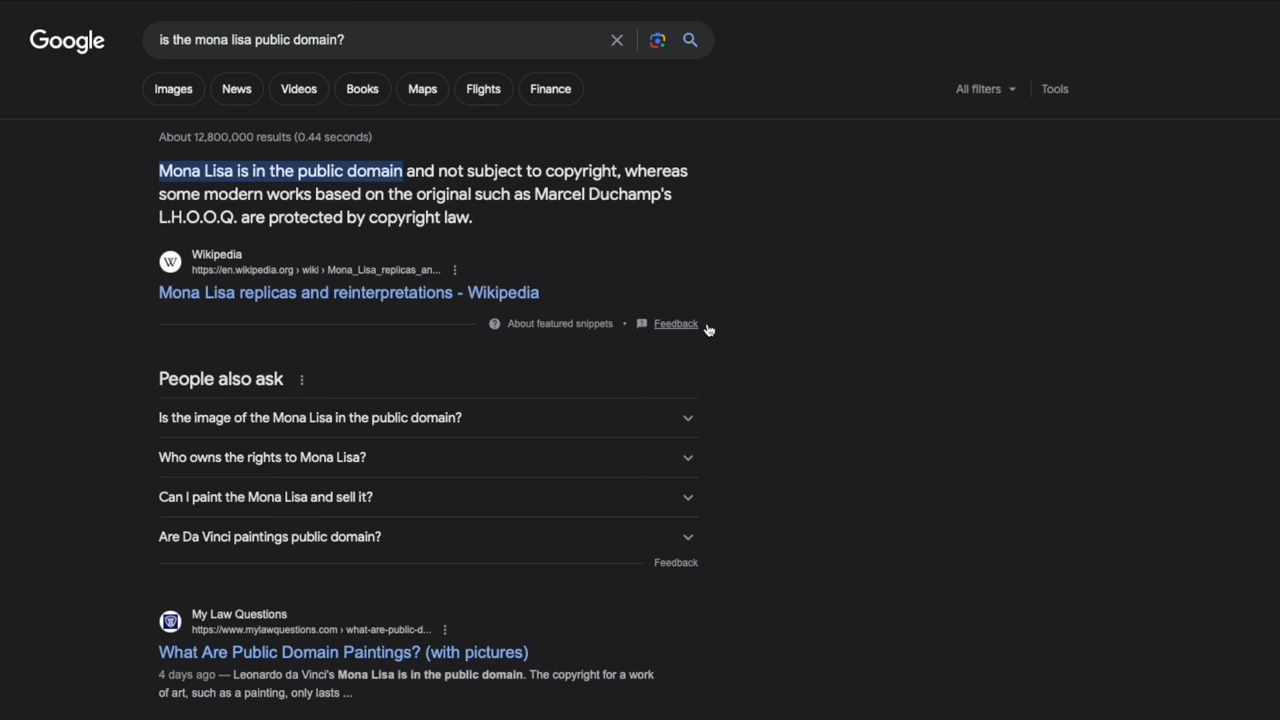 Google
is the mona lisa public domain?
Images News Videos Books Maps Flights Finance All filters Tools
About 12,800,000 results (0.44 seconds)
Mona Lisa is in the public domain and not subject to copyright, whereas
some modern works based on the original such as Marcel Duchamp's
L.H.O.O.Q. are protected by copyright law.
W
Wikipedia
https://en.wikipedia.org › wiki › Mona_Lisa_replicas_an...
Mona Lisa replicas and reinterpretations - Wikipedia
About featured snippets • Feedback
People also ask
Is the image of the Mona Lisa in the public domain?
Who owns the rights to Mona Lisa?
Can I paint the Mona Lisa and sell it?
Are Da Vinci paintings public domain?
Feedback
My Law Questions
https://www.mylawquestions.com › what-are-public-d...
What Are Public Domain Paintings? (with pictures)
4 days ago — Leonardo da Vinci's Mona Lisa is in the public domain. The copyright for a work
of art, such as a painting, only lasts ...